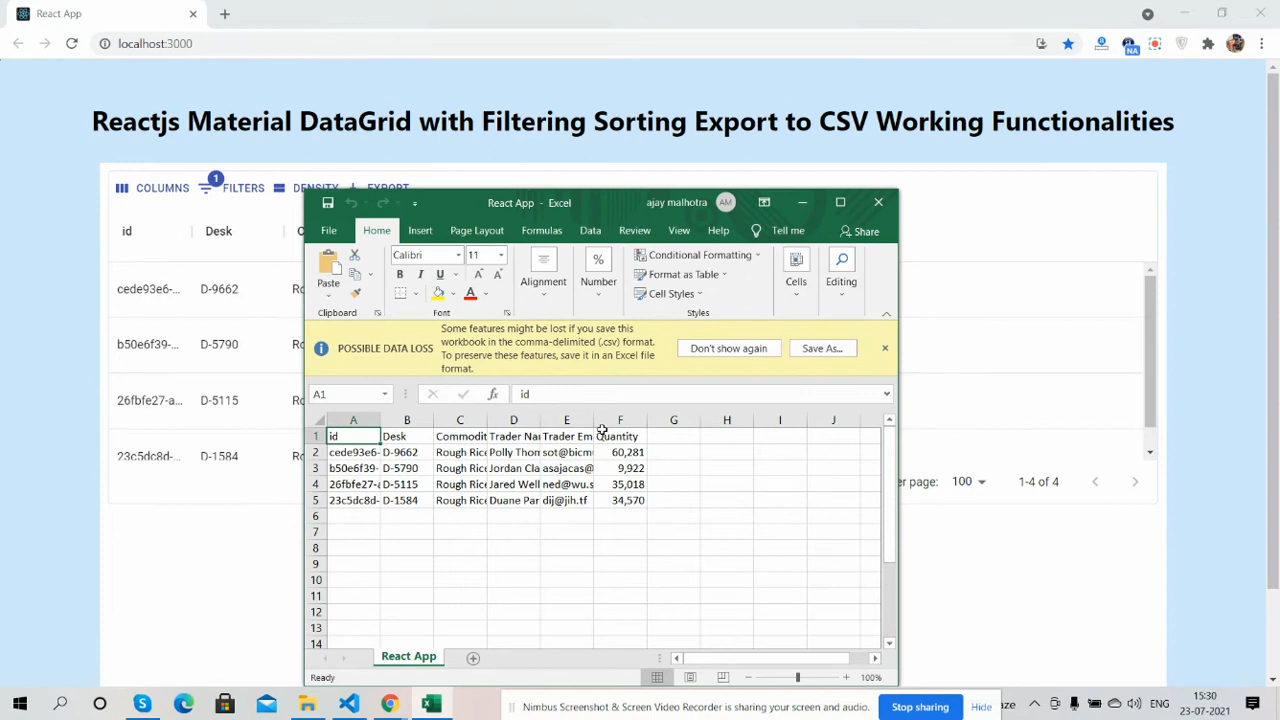 React App
localhost:3000
NA
Reactjs Material DataGrid with Filtering Sorting Export to CSV Working Functionalities
COLUMNS 1 FILTERS DENSITY EXPORT
id Desk
cede93e6-... D-9662
b50e6f39-... D-5790
26fbfe27-a... D-5115
23c5dc8d-... D-1584
per page: 100 1-4 of 4
React App - Excel ajay malhotra AM
File Home Insert Page Layout Formulas Data Review View Help Tell me Share
Paste
Clipboard
Calibri 11
B I U A A
A
Font
Alignment
%
Number
Conditional Formatting
Format as Table
Cell Styles
Styles
Cells
Editing
POSSIBLE DATA LOSS
Some features might be lost if you save this
workbook in the comma-delimited (.csv) format.
To preserve these features, save it in an Excel file
format.
Don't show again Save As...
A1 fx id
A B C D E F G H I J
1 id Desk Commodit Trader Nar Trader Em Quantity
2 cede93e6- D-9662 Rough Rice Polly Thon sot@bicmu 60,281
3 b50e6f39- D-5790 Rough Rice Jordan Cla asajacas@ 9,922
4 26fbfe27-a D-5115 Rough Rice Jared Well ned@wu.s 35,018
5 23c5dc8d- D-1584 Rough Rice Duane Par dij@jih.tf 34,570
6
7
8
9
10
11
12
13
14
React App
Ready 100%
Nimbus Screenshot & Screen Video Recorder is sharing your screen and audio. Stop sharing Hide
ENG
15:30
23-07-2021